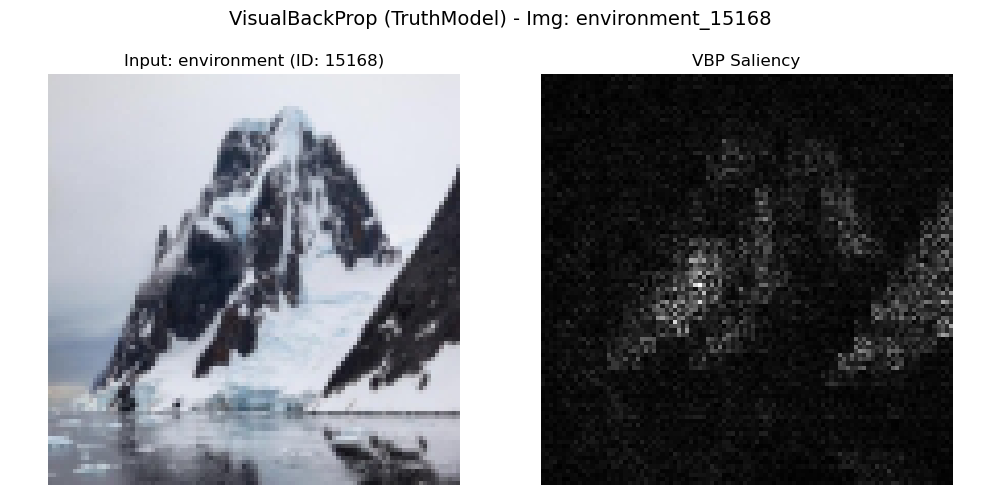 VisualBackProp (TruthModel) - Img: environment_15168
Input: environment (ID: 15168)
VBP Saliency